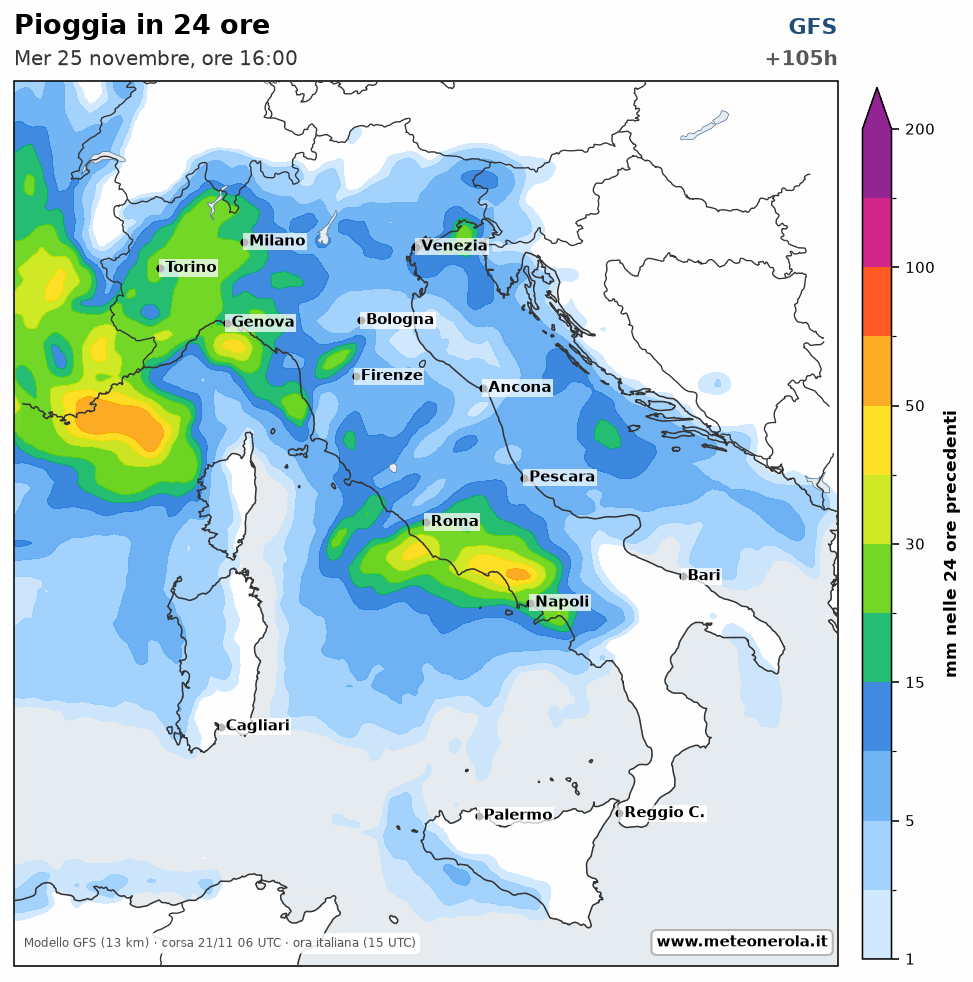 Pioggia in 24 ore
GFS
Mer 25 novembre, ore 16:00
+105h
200
Milano
Venezia
Torino
100
Genova
Bologna
Firenze
Ancona
50
Pescara
Roma
30
Bari
Napoli
mm nelle 24 ore precedenti
15
Cagliari
Palermo
Reggio C.
5
Modello GFS (13 km) · corsa 21/11 06 UTC · ora italiana (15 UTC)
www.meteonerola.it
1